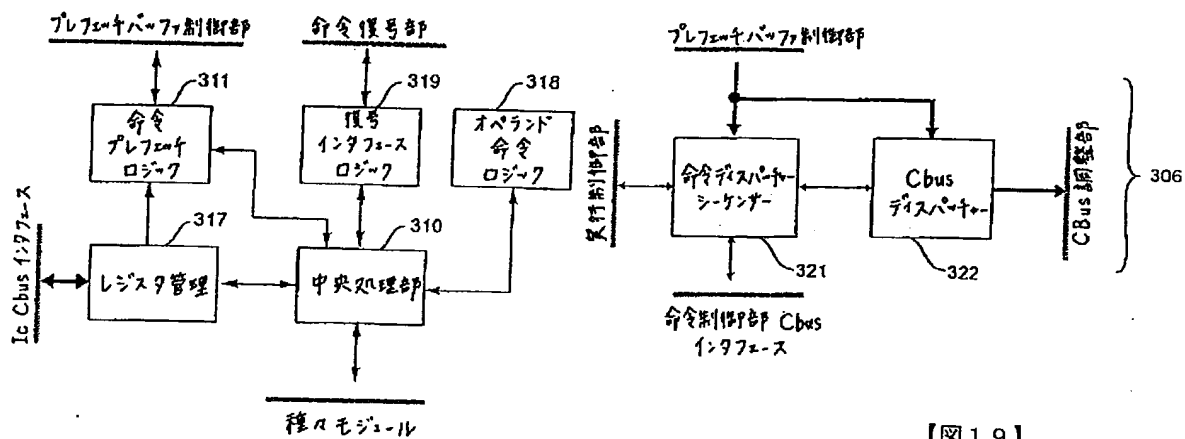 プレフェッチバッファ制御部
命令復号部
311
命令
プレフェッチ
ロジック
319
復号
インタフェース
ロジック
318
オペランド
命令
ロジック
Ic Cbus インタフェース
317
レジスタ管理
310
中央処理部
種々モジュール
プレフェッチバッファ制御部
実行制御部
命令ディスパーチャー
シーケンサー
321
Cbus
ディスパッチャー
322
CBus調整部
306
命令制御部 Cbus
インタフェース
【図19】